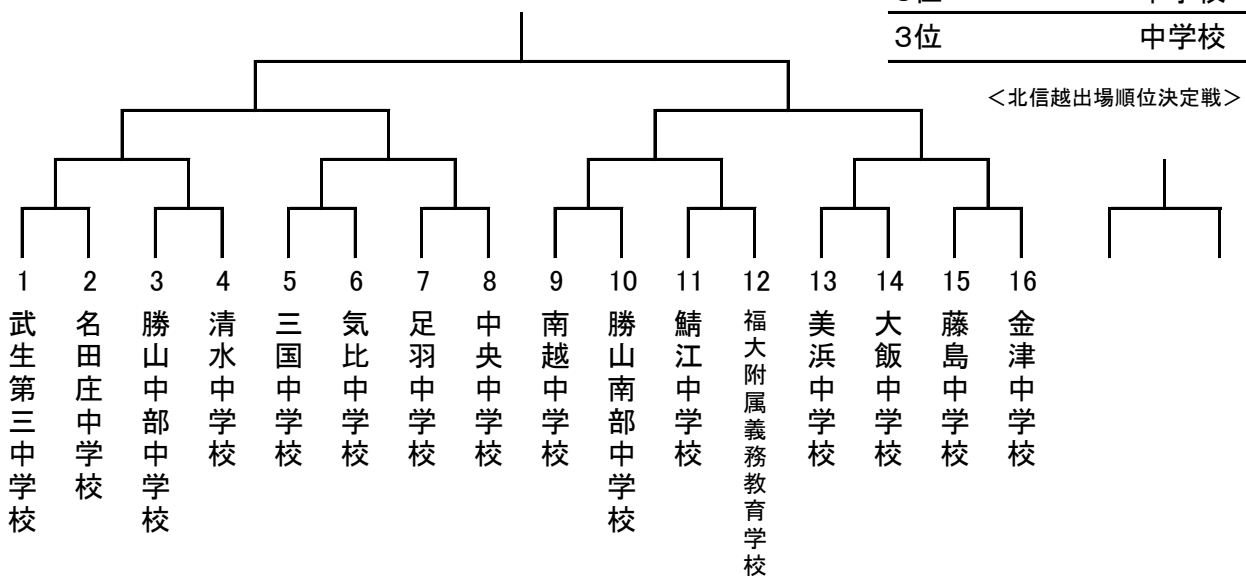 3位 中学校
＜北信越出場順位決定戦＞
1 2 3 4 5 6 7 8 9 10 11 12 13 14 15 16
武生第三中学校
名田庄中学校
勝山中部中学校
清水中学校
三国中学校
気比中学校
足羽中学校
中央中学校
南越中学校
勝山南部中学校
鯖江中学校
福大附属義務教育学校
美浜中学校
大飯中学校
藤島中学校
金津中学校